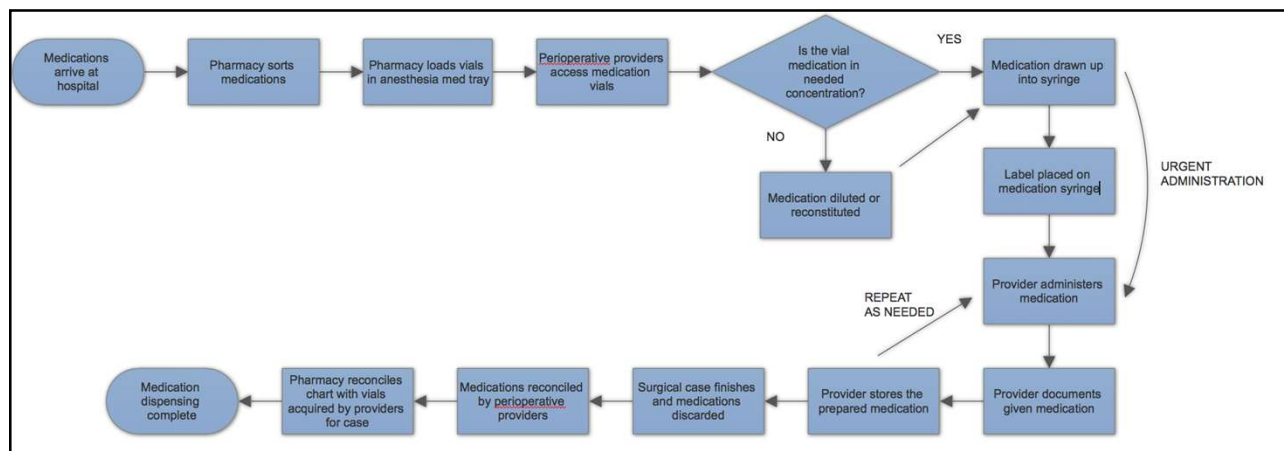 Medications
arrive at
hospital
Pharmacy sorts
medications
Pharmacy loads vials
in anesthesia med tray
Perioperative providers
access medication
vials
Is the vial
medication in
needed
concentration?
YES
Medication drawn up
into syringe
NO
Medication diluted or
reconstituted
Label placed on
medication syringe
URGENT
ADMINISTRATION
Provider administers
medication
REPEAT
AS NEEDED
Provider documents
given medication
Provider stores the
prepared medication
Surgical case finishes
and medications
discarded
Medications reconciled
by perioperative
providers
Pharmacy reconciles
chart with vials
acquired by providers
for case
Medication
dispensing
complete